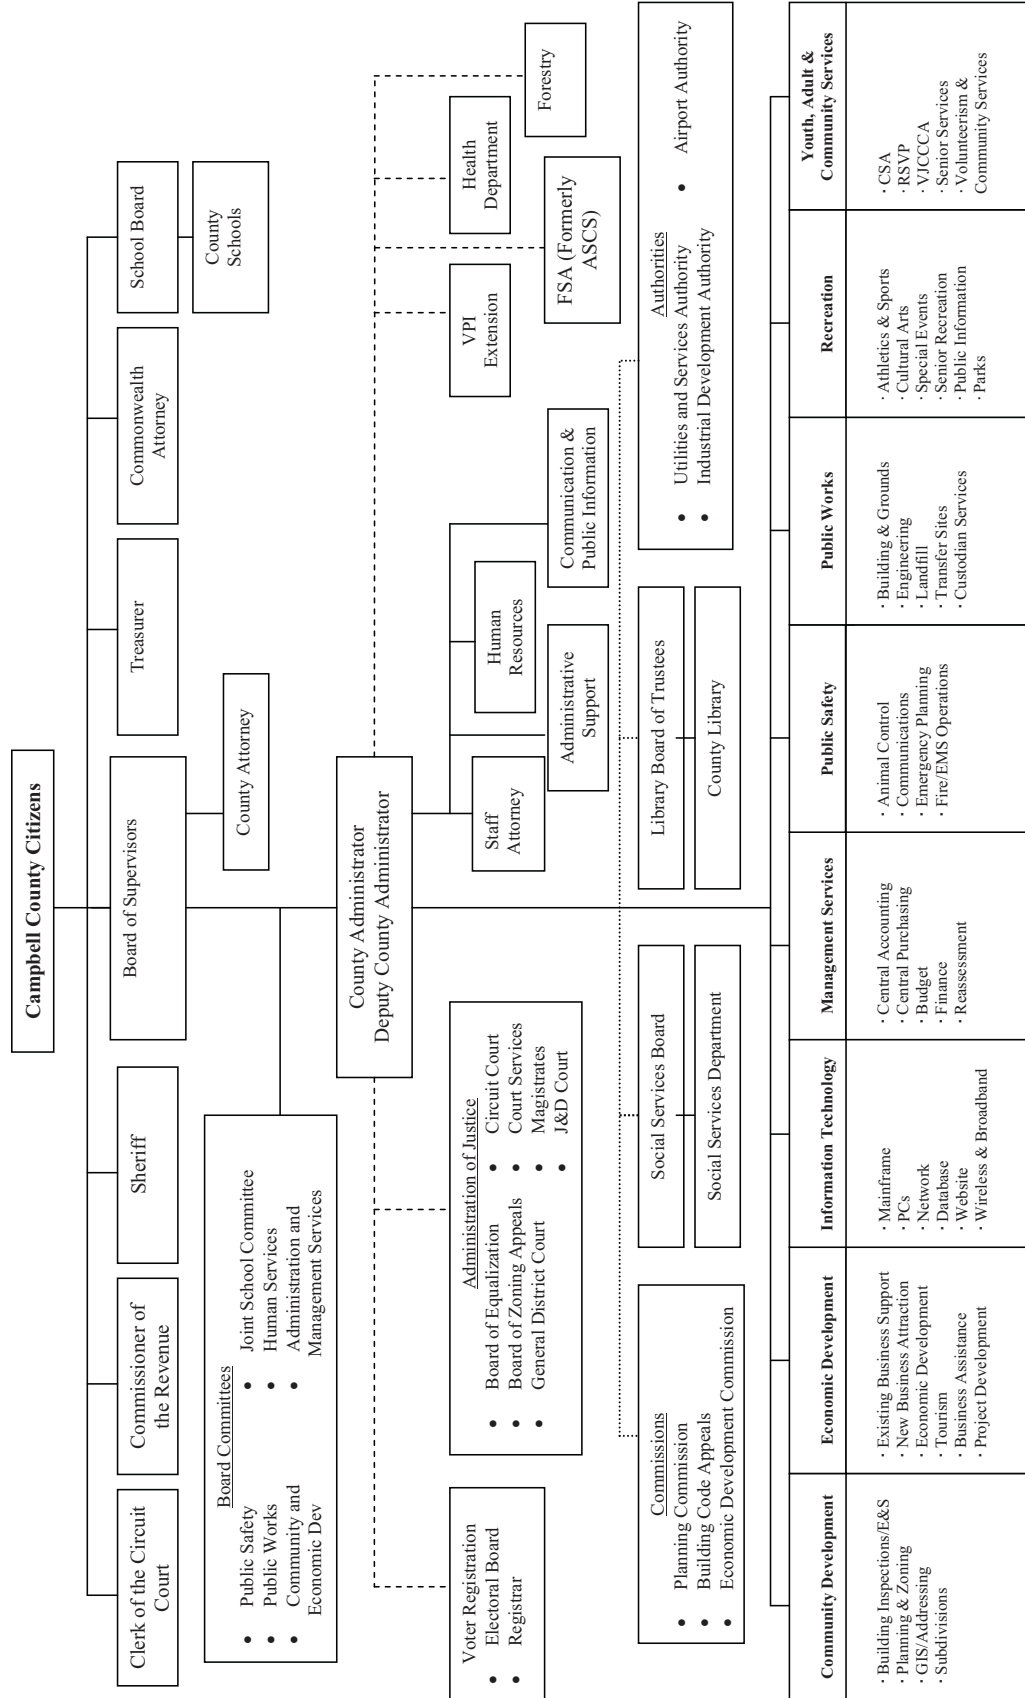 Campbell County Citizens
Clerk of the Circuit
Court
Commissioner of
the Revenue
Sheriff
Board of Supervisors
Treasurer
Commonwealth
Attorney
School Board
County Attorney
County
Schools
Board Committees
• Public Safety
• Public Works
• Community and
Economic Dev
• Joint School Committee
• Human Services
• Administration and
Management Services
County Administrator
Deputy County Administrator
Voter Registration
• Electoral Board
• Registrar
Administration of Justice
• Board of Equalization
• Board of Zoning Appeals
• General District Court
• Circuit Court
• Court Services
• Magistrates
• J&D Court
Staff
Attorney
Human
Resources
Administrative
Support
Communication &
Public Information
VPI
Extension
Health
Department
FSA (Formerly
ASCS)
Forestry
Commissions
• Planning Commission
• Building Code Appeals
• Economic Development Commission
Social Services Board
Social Services Department
Library Board of Trustees
County Library
Authorities
• Utilities and Services Authority
• Industrial Development Authority
• Airport Authority
Community Development
· Building Inspections/E&S
· Planning & Zoning
· GIS/Addressing
· Subdivisions
Economic Development
· Existing Business Support
· New Business Attraction
· Economic Development
· Tourism
· Business Assistance
· Project Development
Information Technology
· Mainframe
· PCs
· Network
· Database
· Website
· Wireless & Broadband
Management Services
· Central Accounting
· Central Purchasing
· Budget
· Finance
· Reassessment
Public Safety
· Animal Control
· Communications
· Emergency Planning
· Fire/EMS Operations
Public Works
· Building & Grounds
· Engineering
· Landfill
· Transfer Sites
· Custodian Services
Recreation
· Athletics & Sports
· Cultural Arts
· Special Events
· Senior Recreation
· Public Information
· Parks
Youth, Adult &
Community Services
· CSA
· RSVP
· VJCCCA
· Senior Services
· Volunteerism &
Community Services